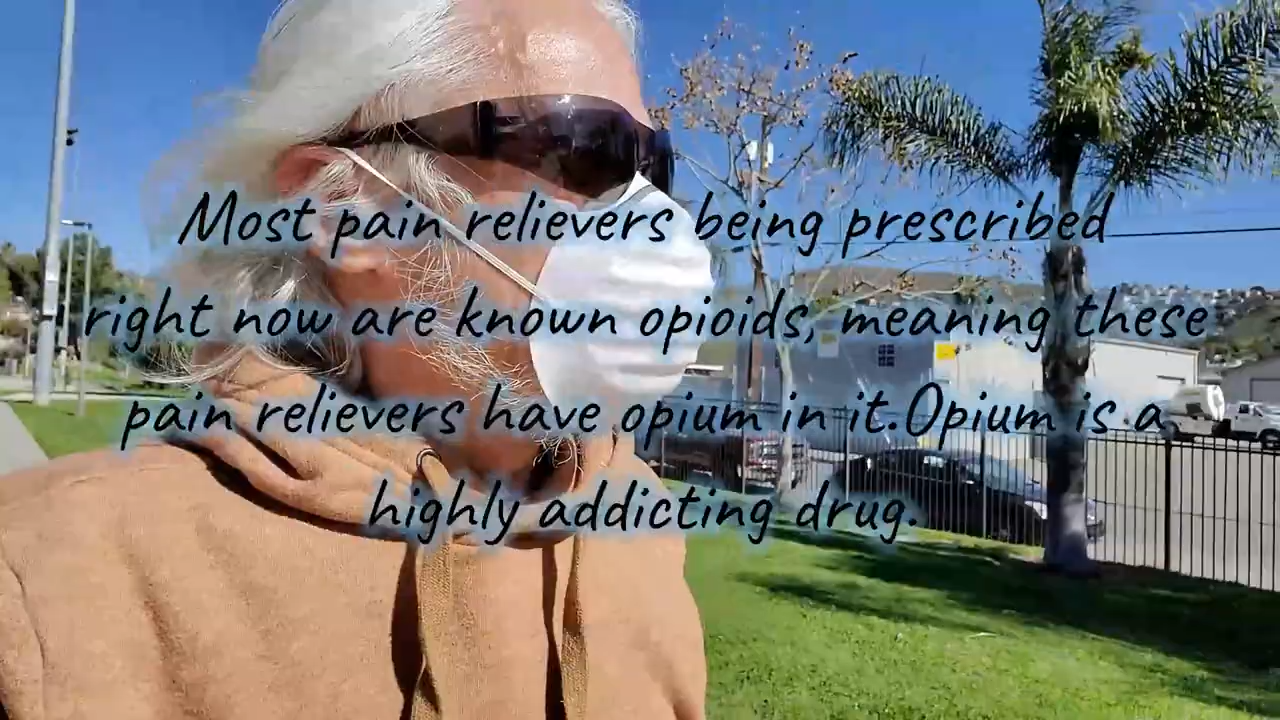 Most pain relievers being prescribed
right now are known opioids, meaning these
pain relievers have opium in it.Opium is a
highly addicting drug.